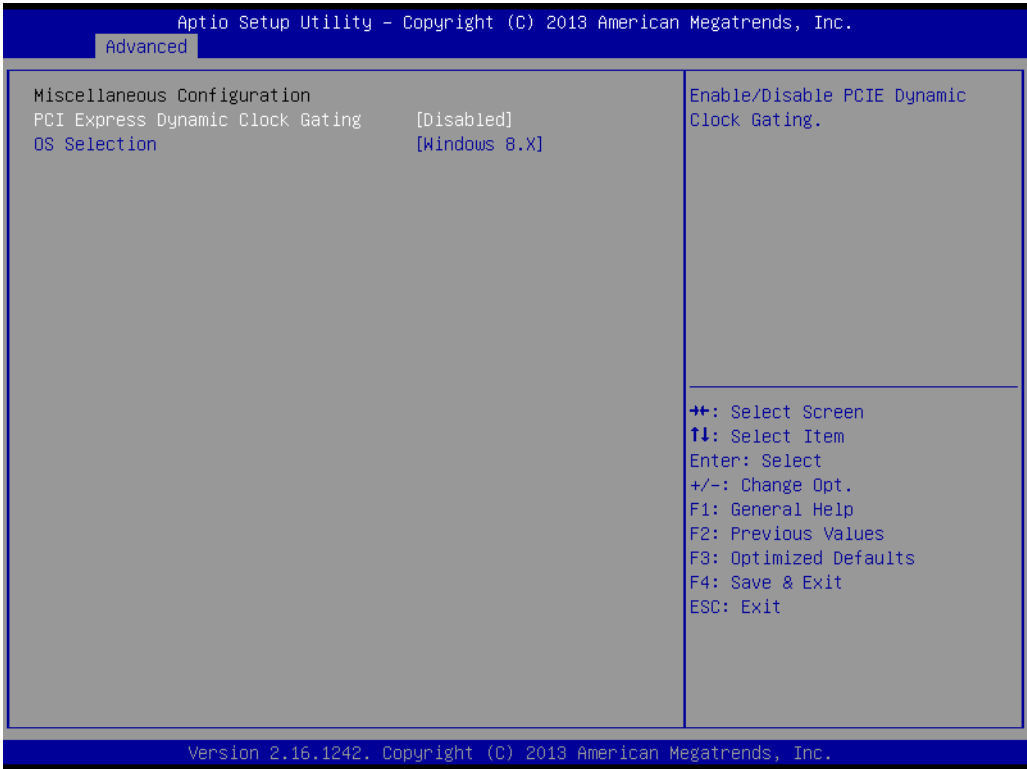 Aptio Setup Utility – Copyright (C) 2013 American Megatrends, Inc.
Advanced
Miscellaneous Configuration
PCI Express Dynamic Clock Gating [Disabled]
OS Selection [Windows 8.X]
Enable/Disable PCIE Dynamic
Clock Gating.
→←: Select Screen
↑↓: Select Item
Enter: Select
+/-: Change Opt.
F1: General Help
F2: Previous Values
F3: Optimized Defaults
F4: Save & Exit
ESC: Exit
Version 2.16.1242. Copyright (C) 2013 American Megatrends, Inc.